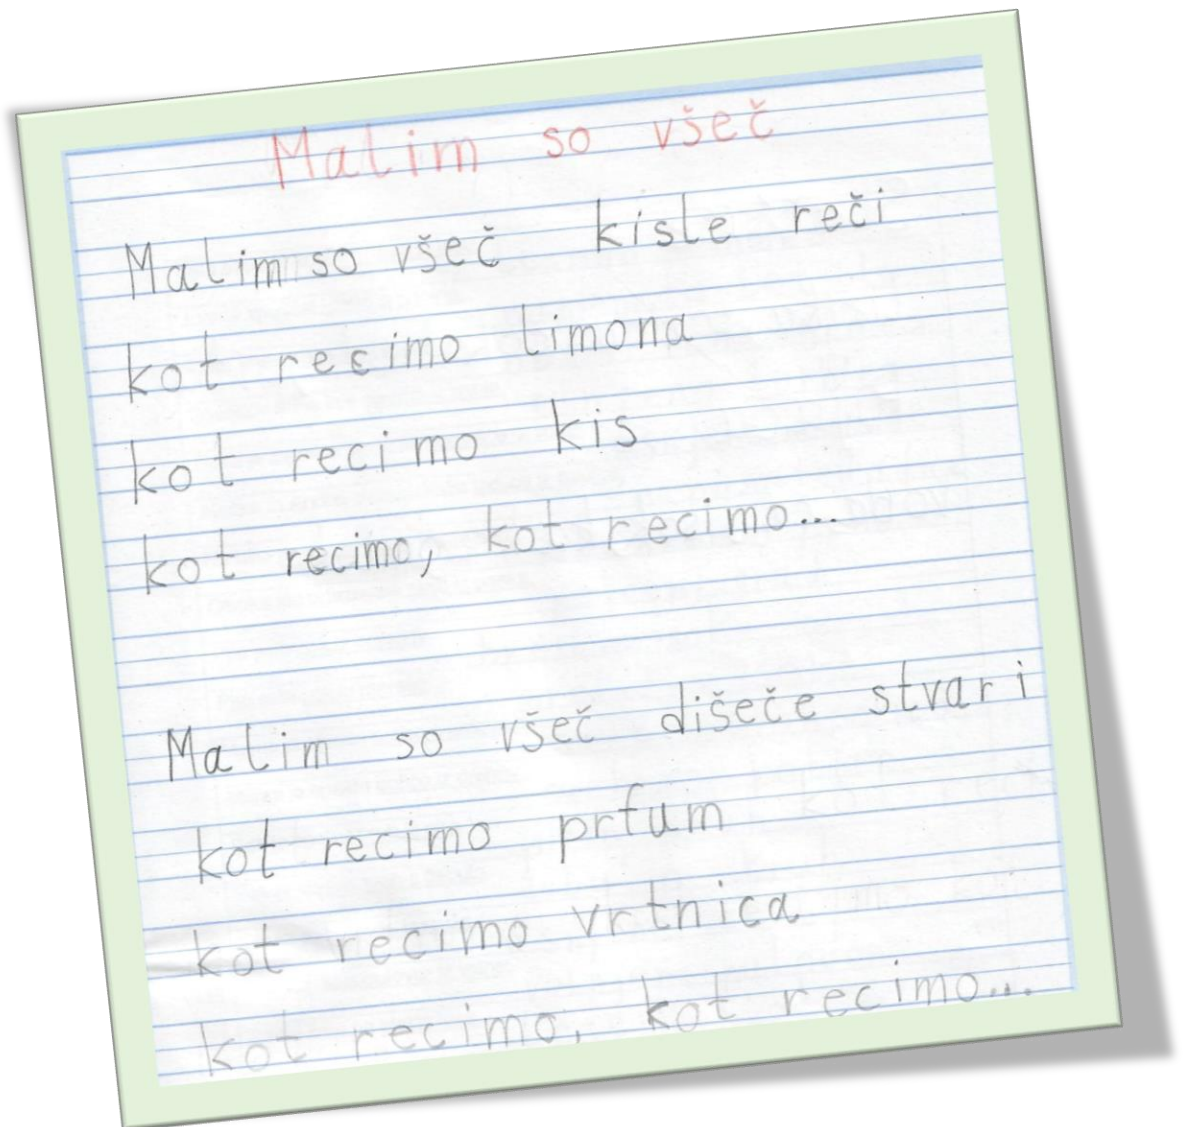 Malim so všeč
Malim so všeč kisle reči
kot recimo limona
kot recimo kis
kot recimo, kot recimo...
Malim so všeč dišeče stvari
kot recimo prfum
kot recimo vrtnica
kot recimo, kot recimo...